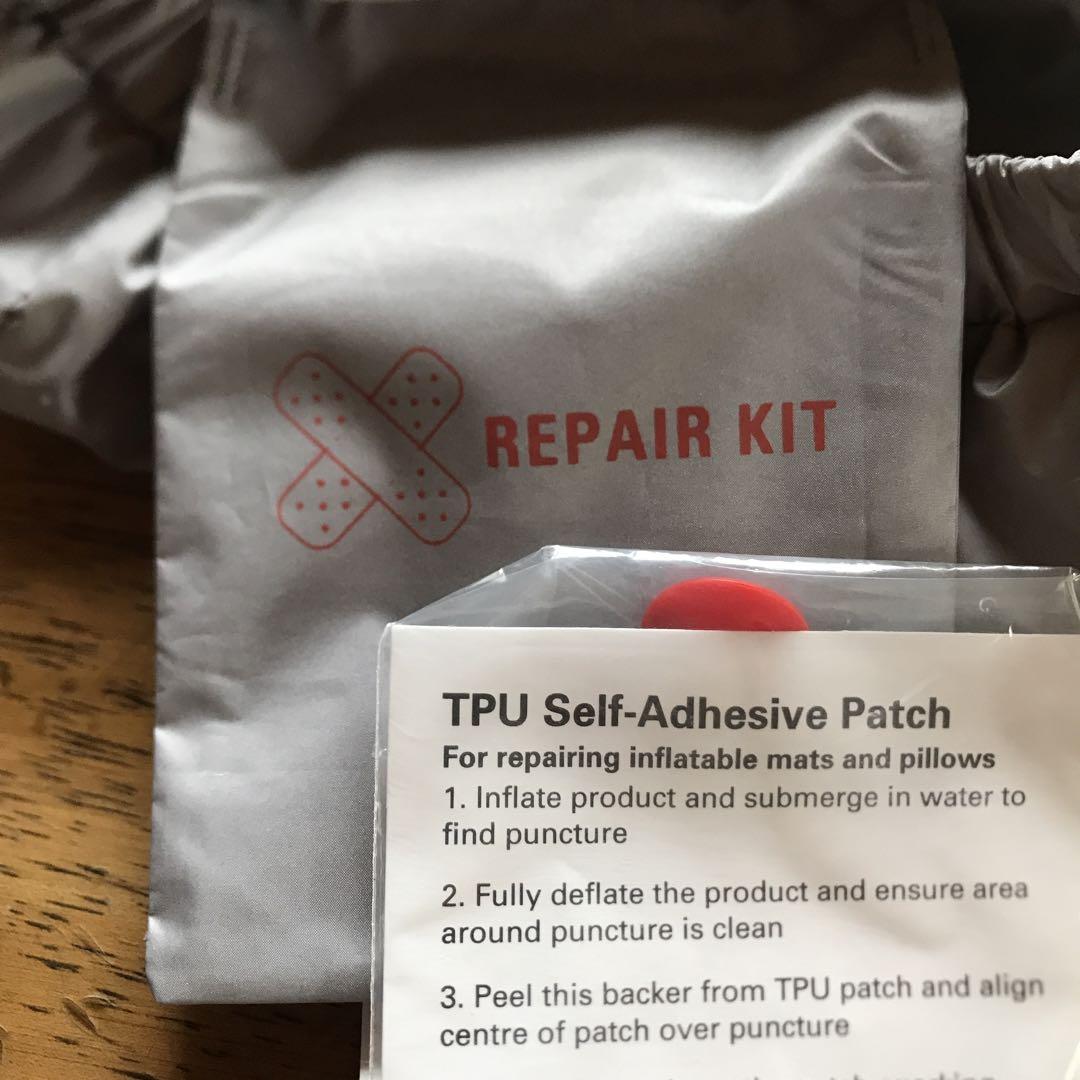 REPAIR KIT
TPU Self-Adhesive Patch
For repairing inflatable mats and pillows
1. Inflate product and submerge in water to
find puncture
2. Fully deflate the product and ensure area
around puncture is clean
3. Peel this backer from TPU patch and align
centre of patch over puncture